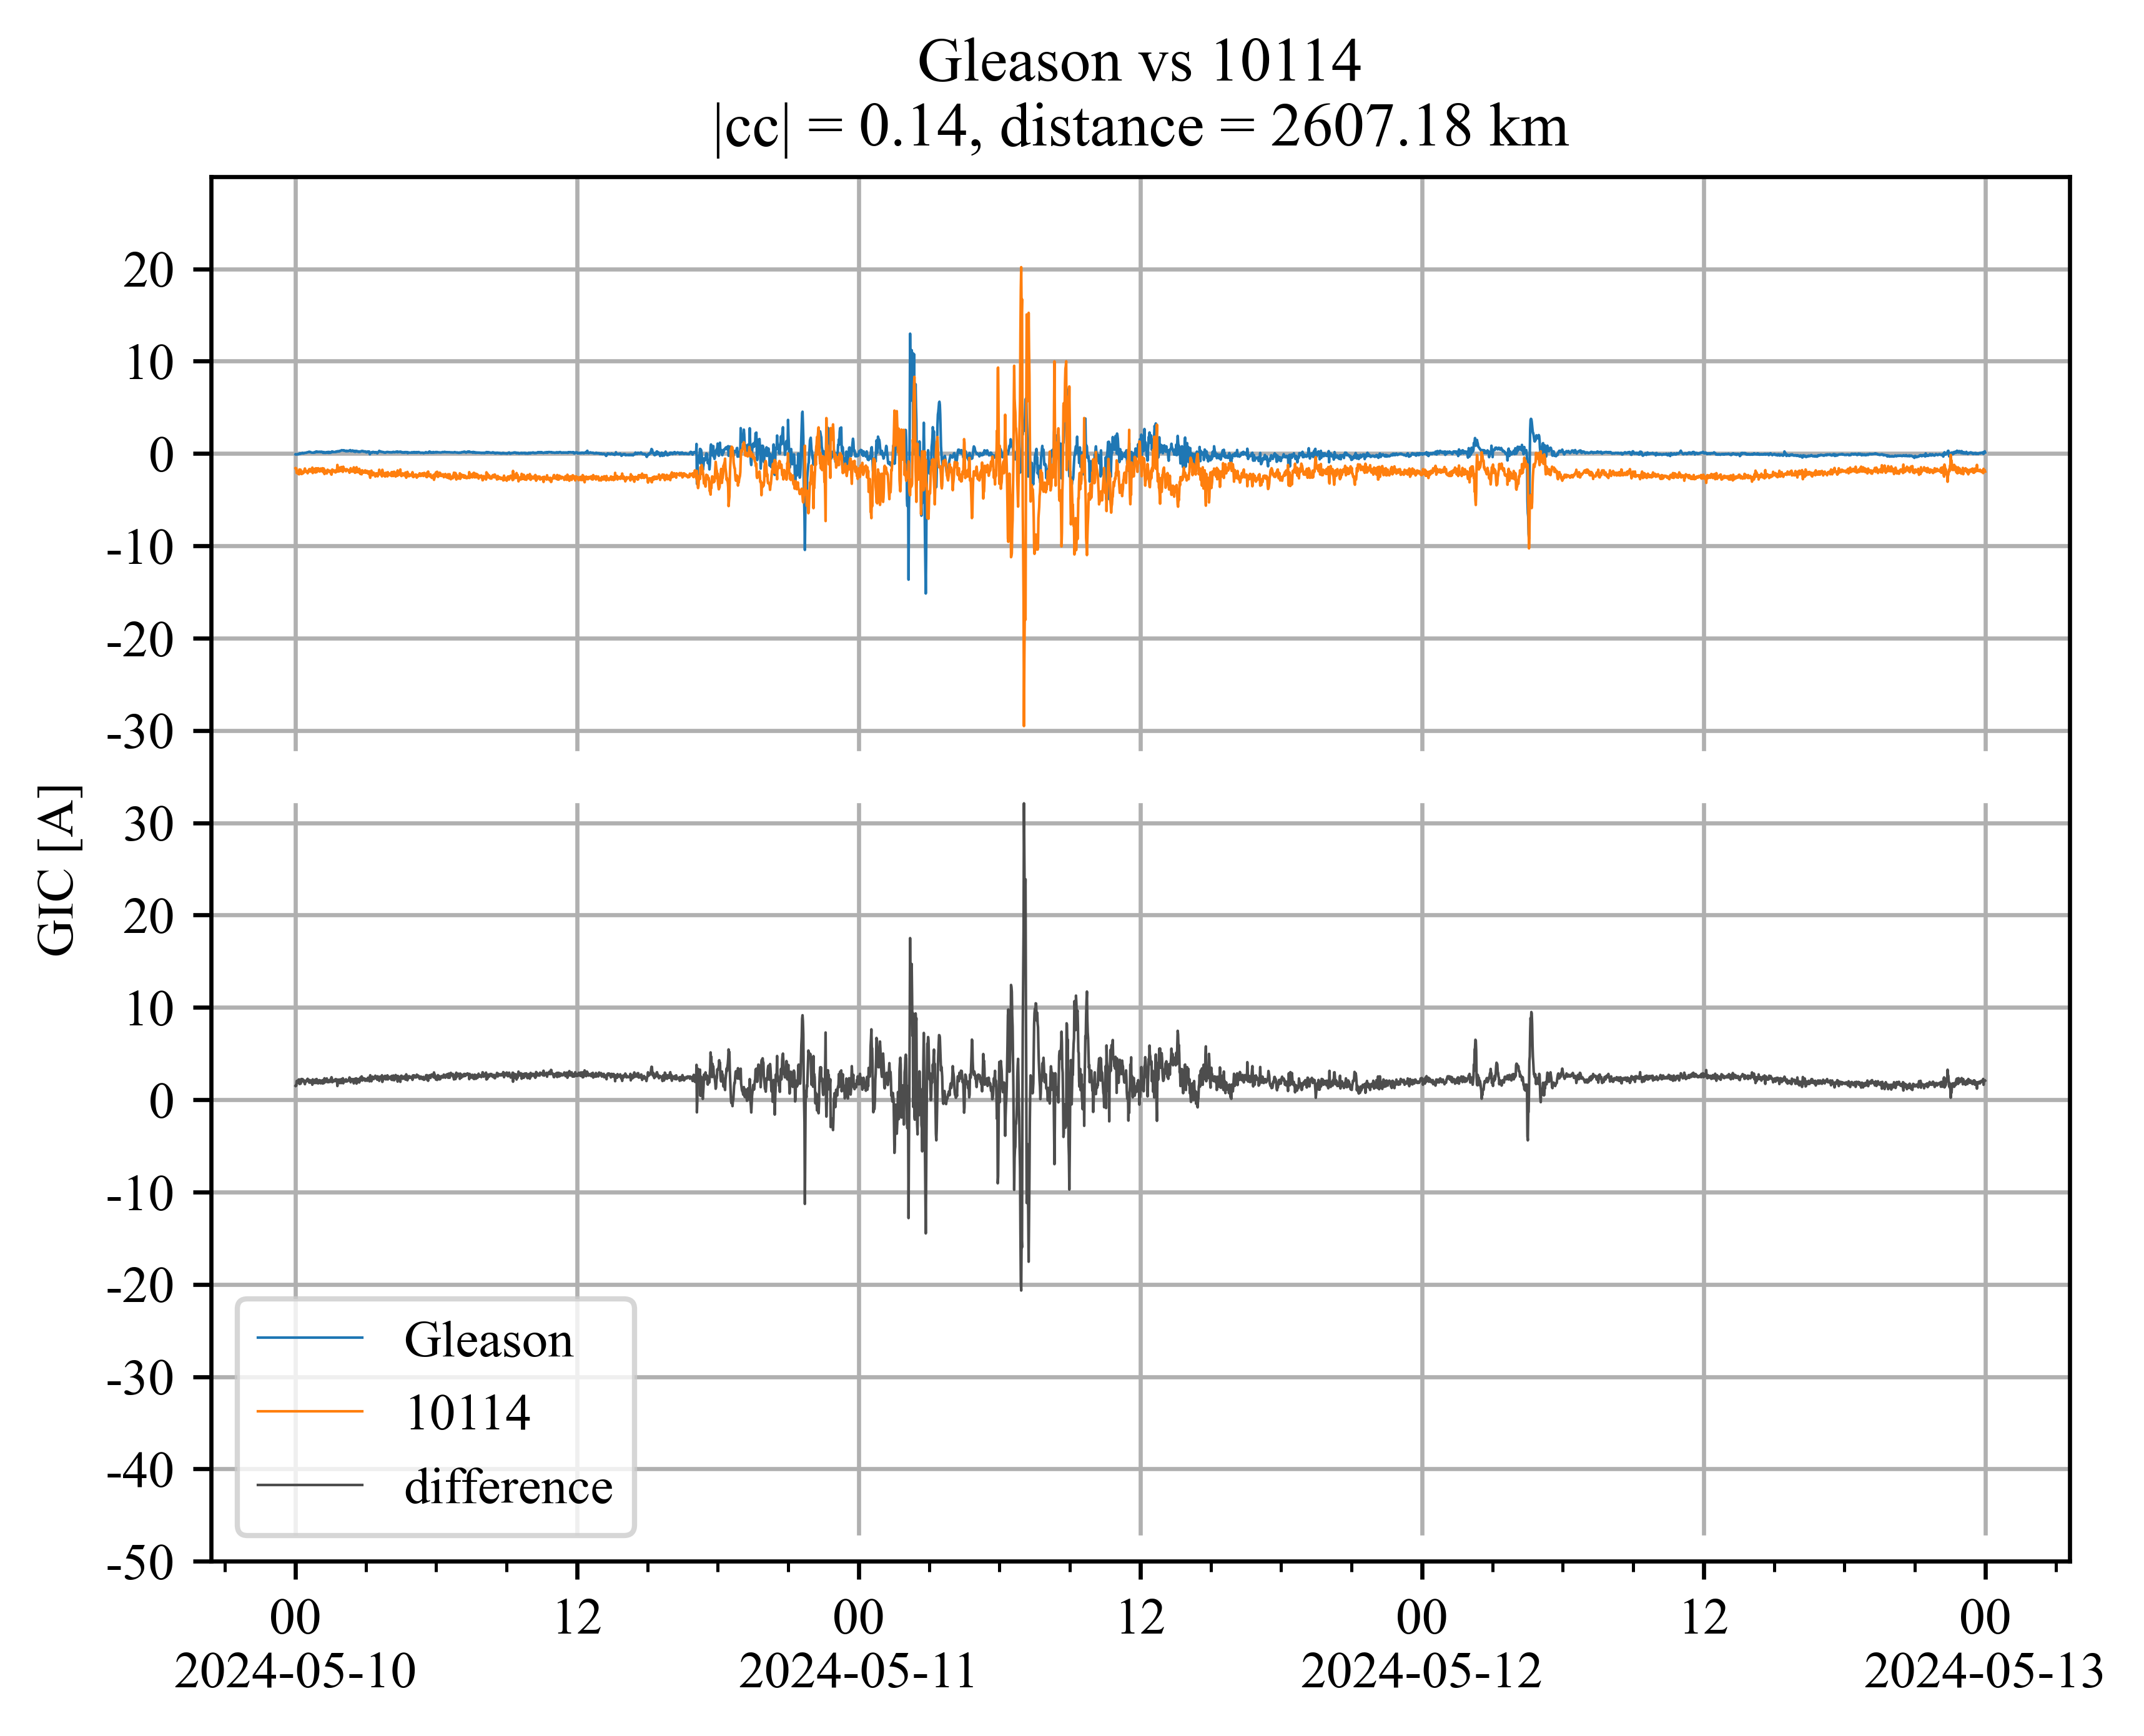 Gleason vs 10114
|cc| = 0.14, distance = 2607.18 km
20
10
0
-10
-20
-30
30
20
10
0
-10
-20
-30
-40
-50
GIC [A]
Gleason
10114
difference
00 12 00 12 00 12 00
2024-05-10 2024-05-11 2024-05-12 2024-05-13